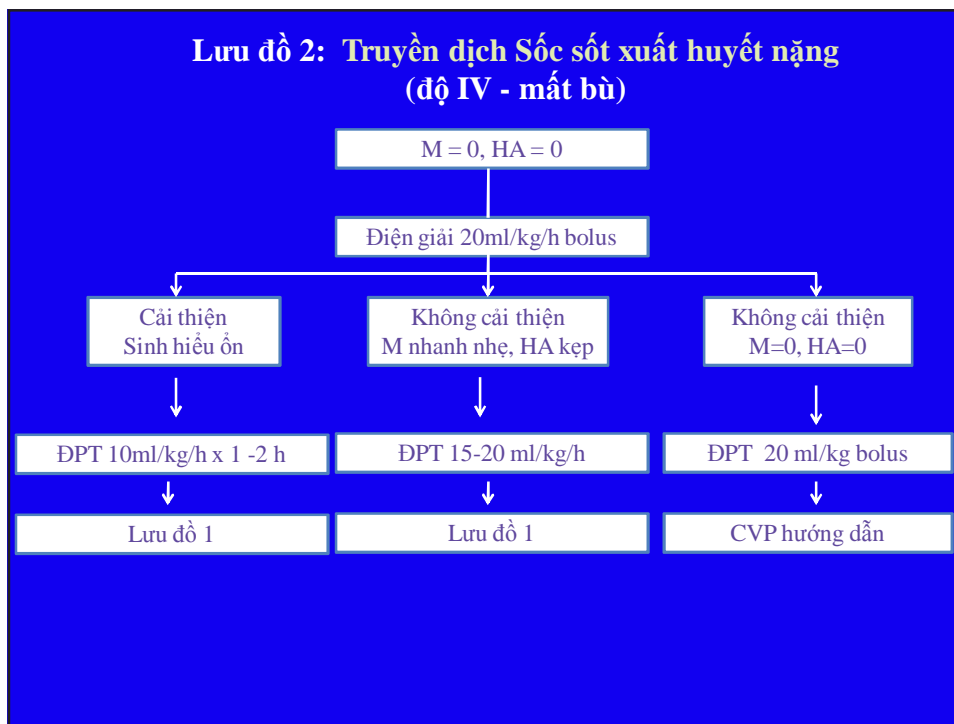 Lưu đồ 2: Truyền dịch Sốc sốt xuất huyết nặng
(độ IV - mất bù)
M = 0, HA = 0
Điện giải 20ml/kg/h bolus
Cải thiện
Sinh hiểu ổn
Không cải thiện
M nhanh nhẹ, HA kẹp
Không cải thiện
M=0, HA=0
ĐPT 10ml/kg/h x 1 -2 h
ĐPT 15-20 ml/kg/h
ĐPT 20 ml/kg bolus
Lưu đồ 1
Lưu đồ 1
CVP hướng dẫn